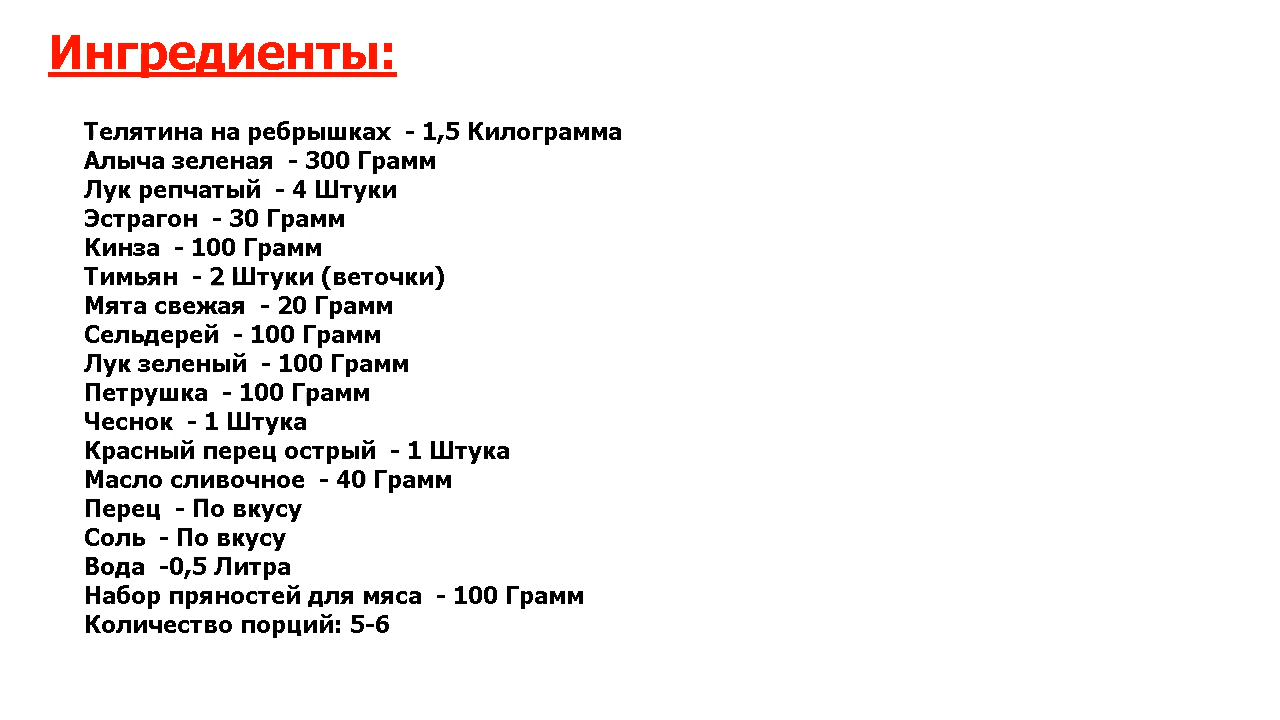 Ингредиенты:
Телятина на ребрышках - 1,5 Килограмма
Алыча зеленая - 300 Грамм
Лук репчатый - 4 Штуки
Эстрагон - 30 Грамм
Кинза - 100 Грамм
Тимьян - 2 Штуки (веточки)
Мята свежая - 20 Грамм
Сельдерей - 100 Грамм
Лук зеленый - 100 Грамм
Петрушка - 100 Грамм
Чеснок - 1 Штука
Красный перец острый - 1 Штука
Масло сливочное - 40 Грамм
Перец - По вкусу
Соль - По вкусу
Вода -0,5 Литра
Набор пряностей для мяса - 100 Грамм
Количество порций: 5-6